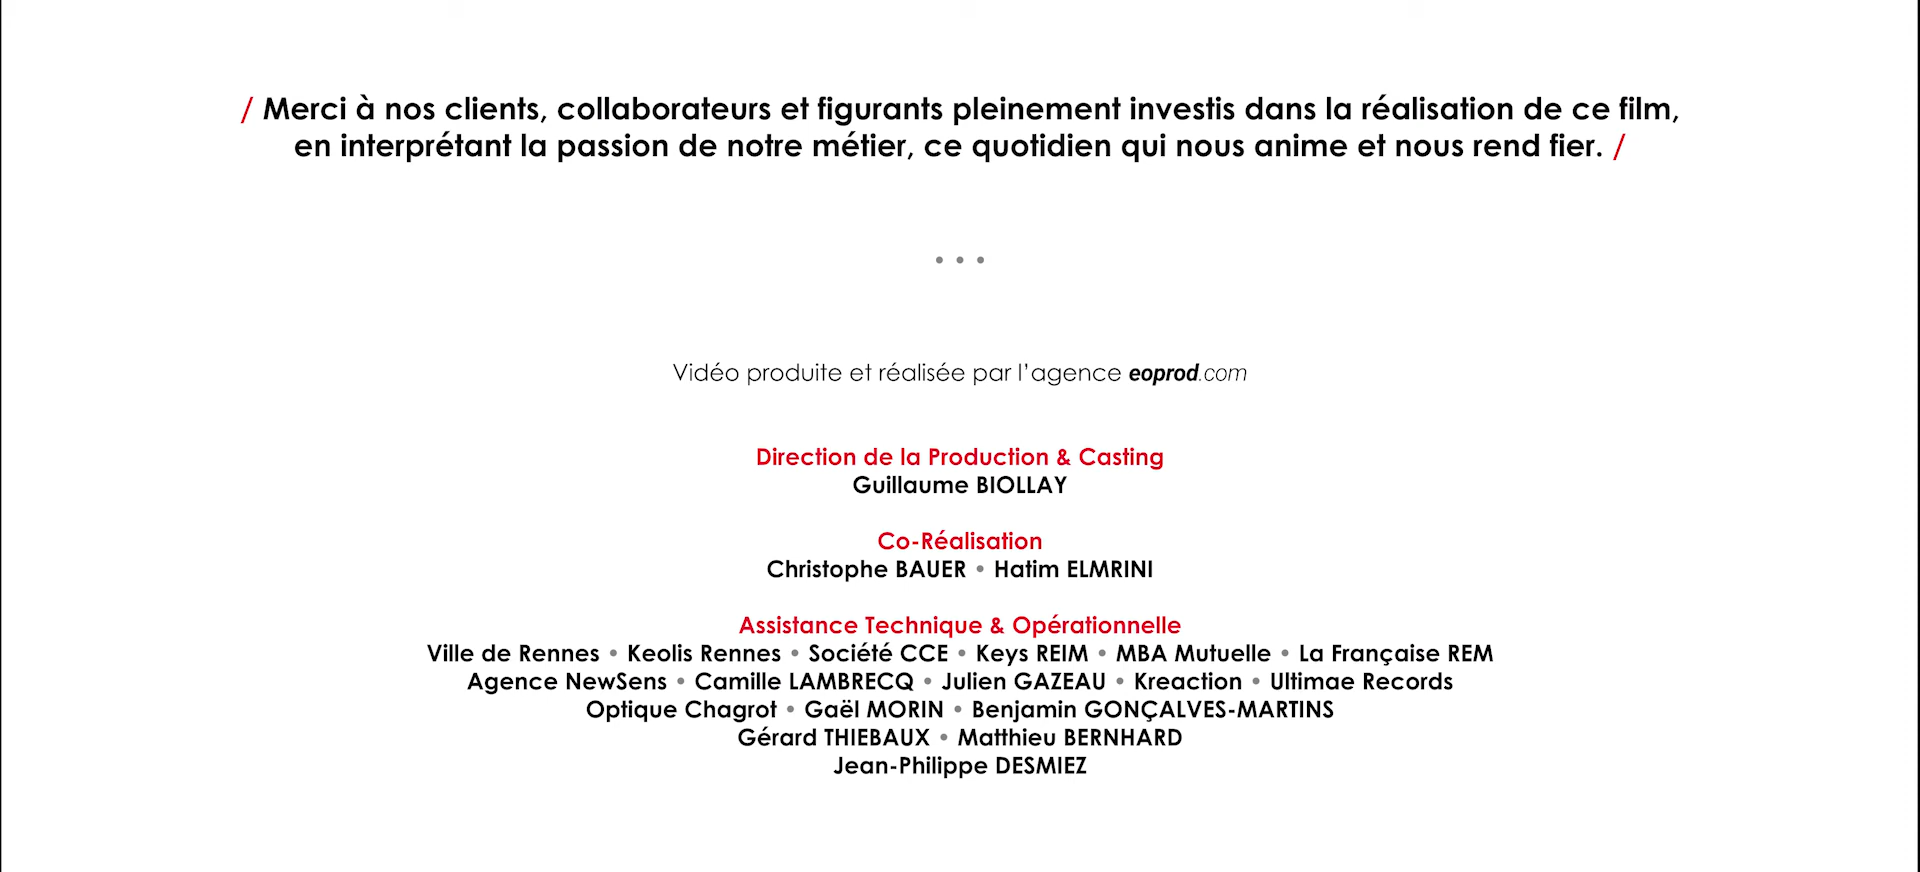 / Merci à nos clients, collaborateurs et figurants pleinement investis dans la réalisation de ce film,
en interprétant la passion de notre métier, ce quotidien qui nous anime et nous rend fier. /
• • •
Vidéo produite et réalisée par l’agence eoprod.com
Direction de la Production & Casting
Guillaume BIOLLAY
Co-Réalisation
Christophe BAUER • Hatim ELMRINI
Assistance Technique & Opérationnelle
Ville de Rennes • Keolis Rennes • Société CCE • Keys REIM • MBA Mutuelle • La Française REM
Agence NewSens • Camille LAMBRECQ • Julien GAZEAU • Kreaction • Ultimae Records
Optique Chagrot • Gaël MORIN • Benjamin GONÇALVES-MARTINS
Gérard THIEBAUX • Matthieu BERNHARD
Jean-Philippe DESMIEZ